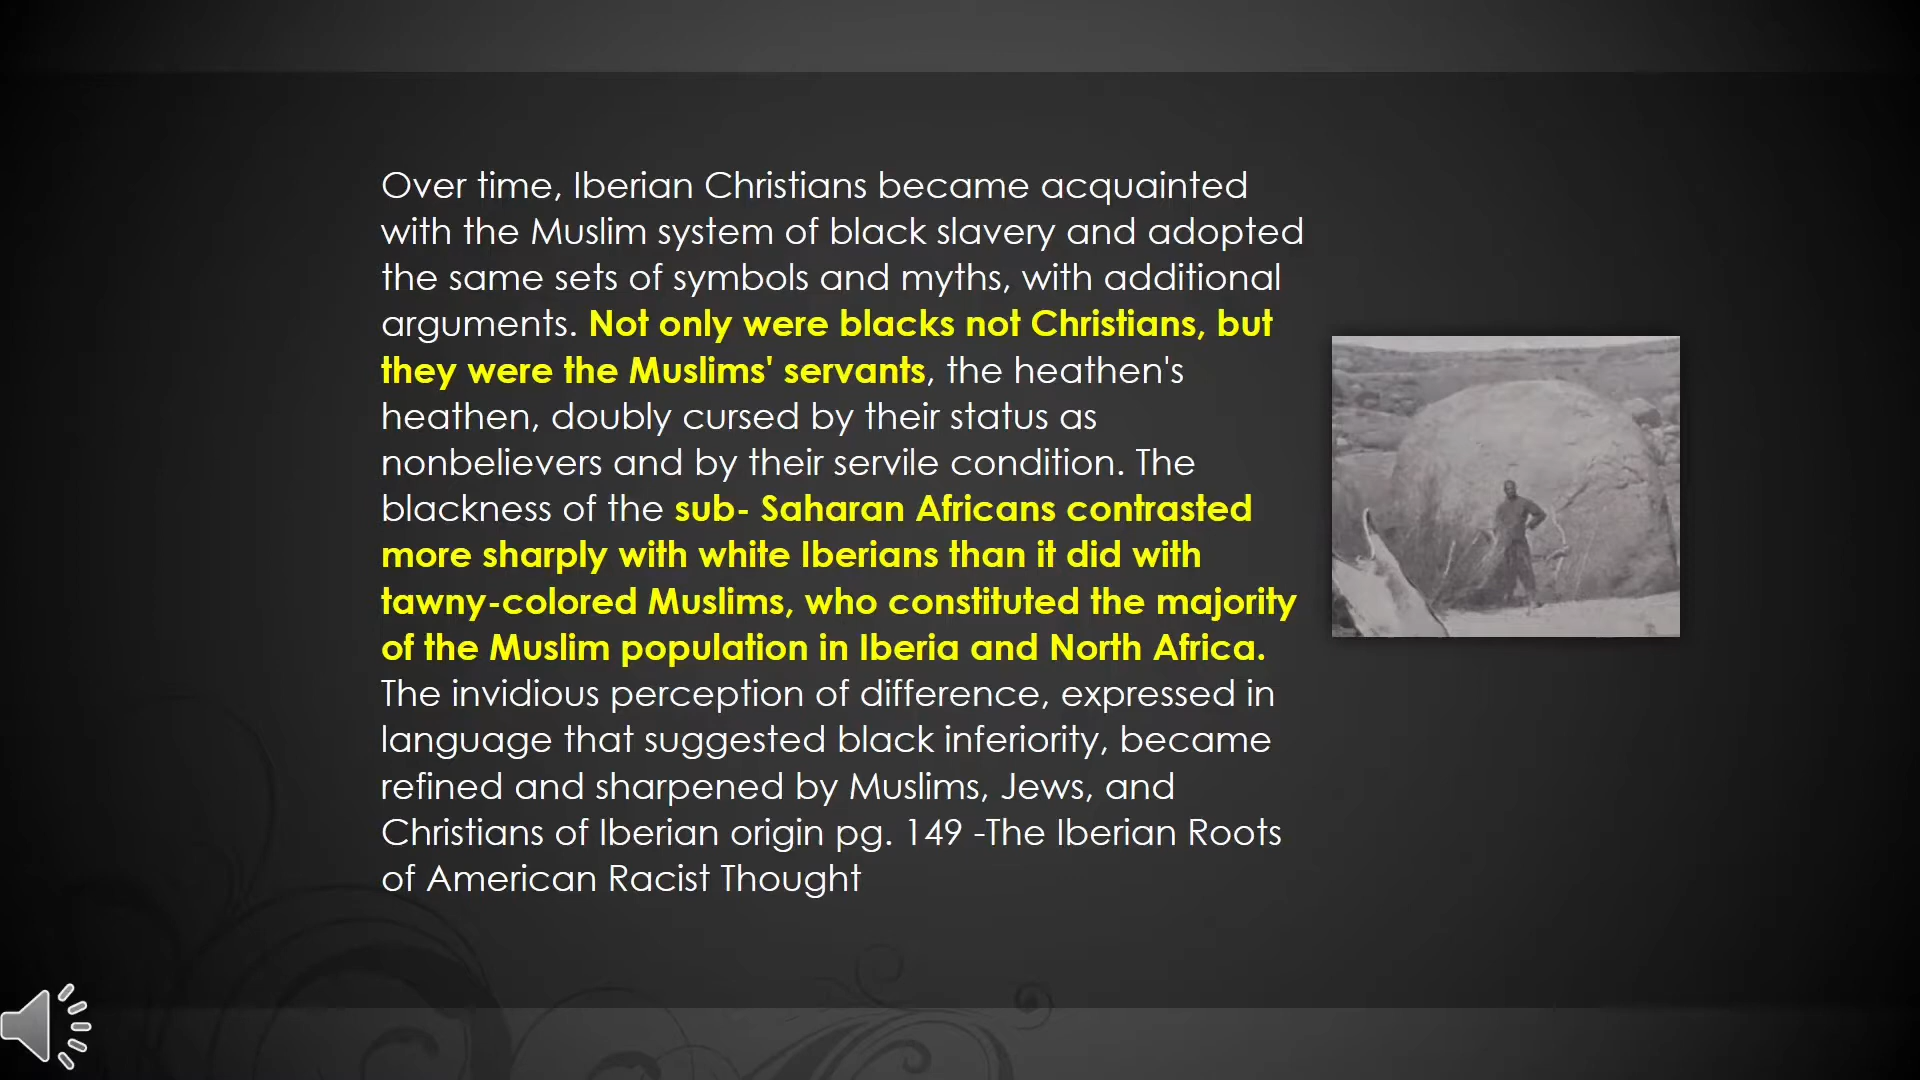 Over time, Iberian Christians became acquainted
with the Muslim system of black slavery and adopted
the same sets of symbols and myths, with additional
arguments. Not only were blacks not Christians, but
they were the Muslims' servants, the heathen's
heathen, doubly cursed by their status as
nonbelievers and by their servile condition. The
blackness of the sub- Saharan Africans contrasted
more sharply with white Iberians than it did with
tawny-colored Muslims, who constituted the majority
of the Muslim population in Iberia and North Africa.
The invidious perception of difference, expressed in
language that suggested black inferiority, became
refined and sharpened by Muslims, Jews, and
Christians of Iberian origin pg. 149 -The Iberian Roots
of American Racist Thought